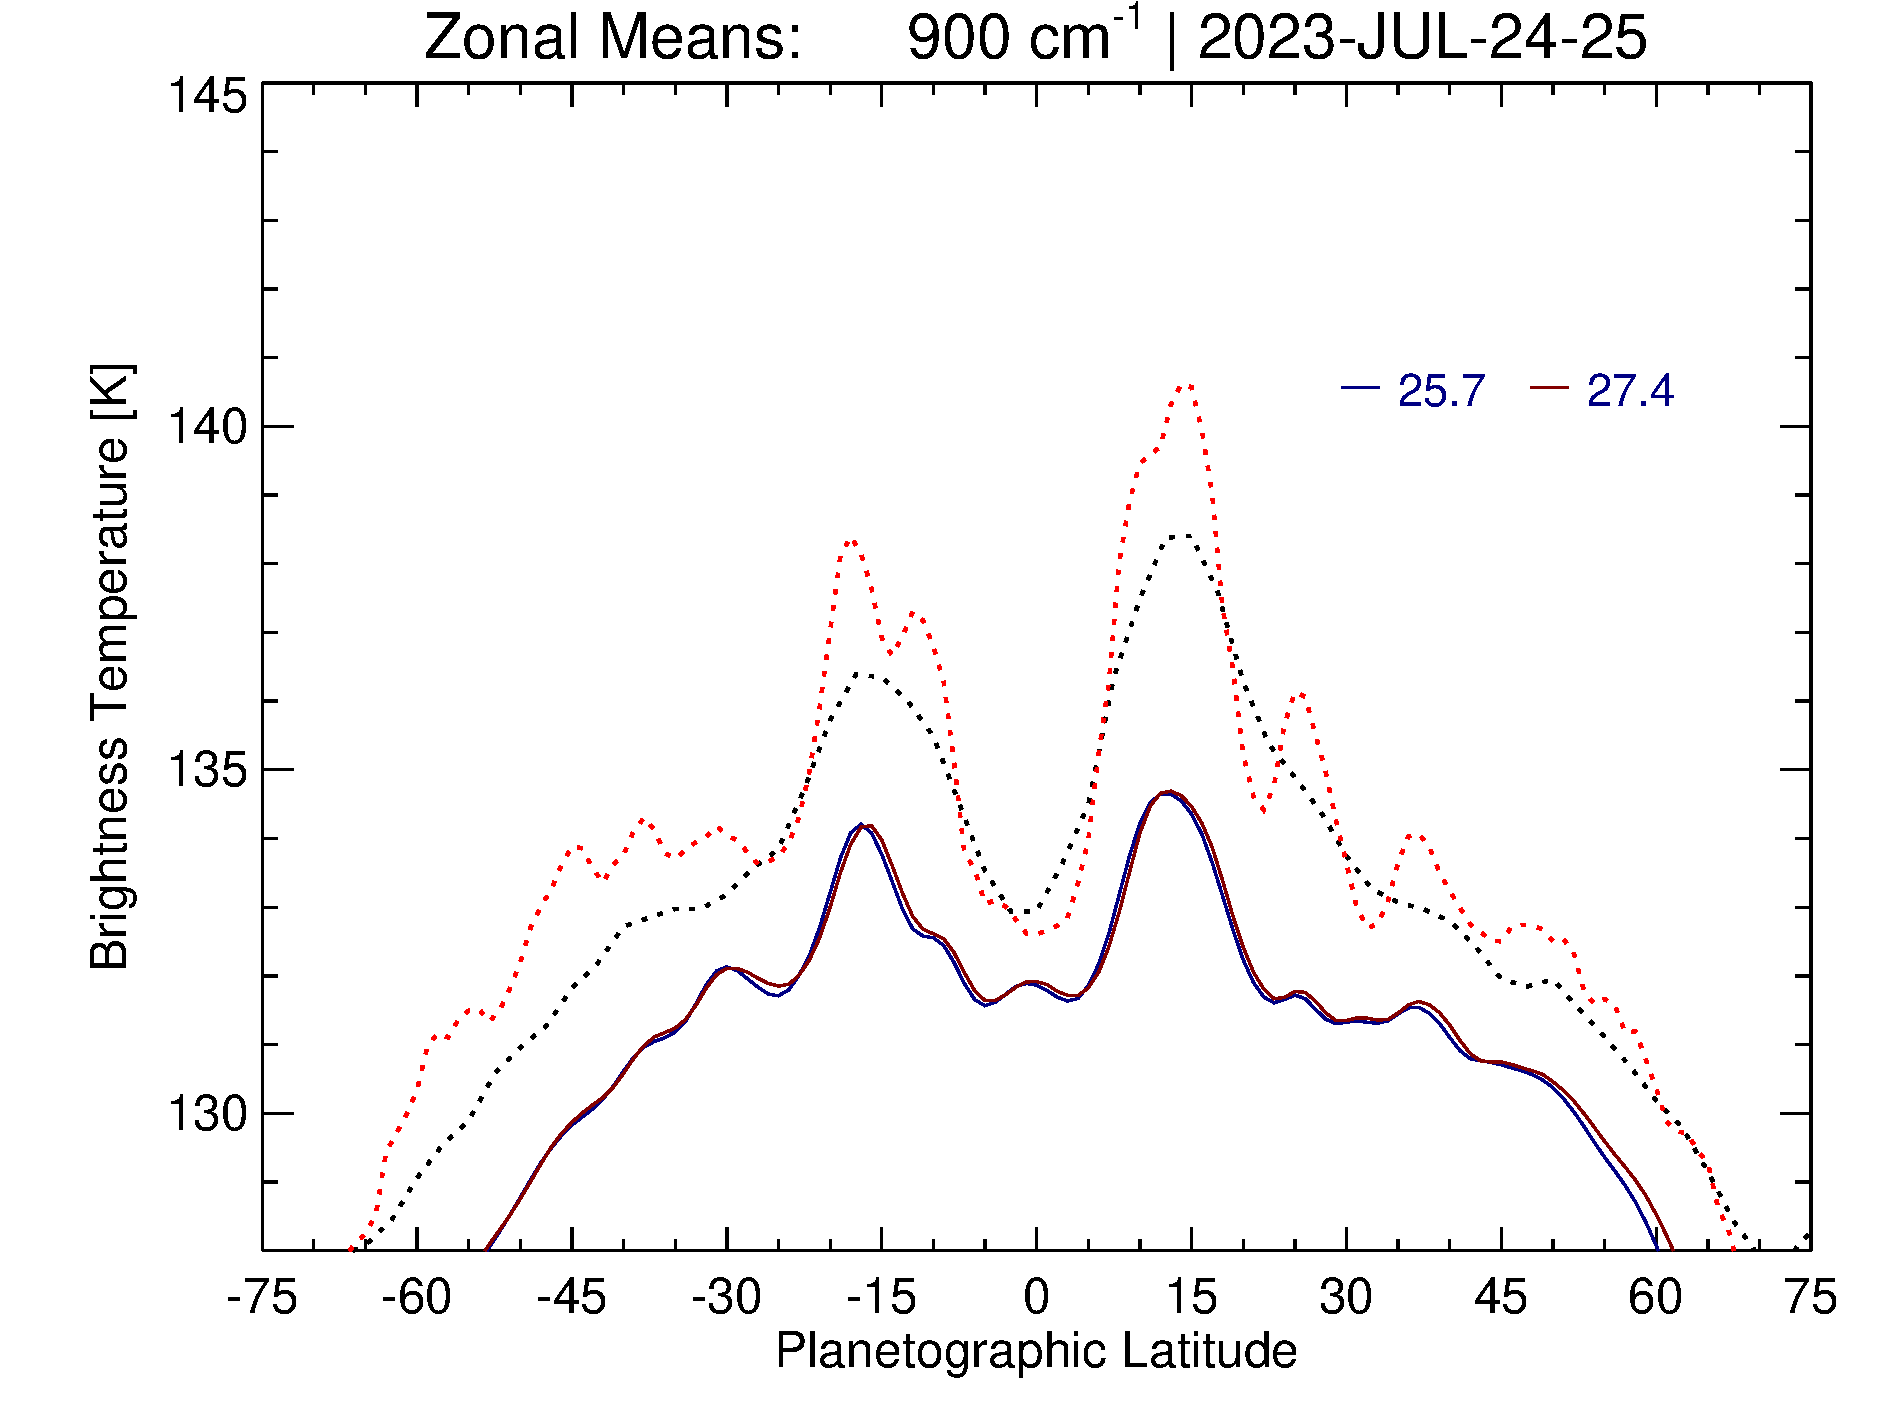 Zonal Means: 900 cm⁻¹ | 2023-JUL-24-25
145
140
135
130
Brightness Temperature [K]
25.7 27.4
-75 -60 -45 -30 -15 0 15 30 45 60 75
Planetographic Latitude